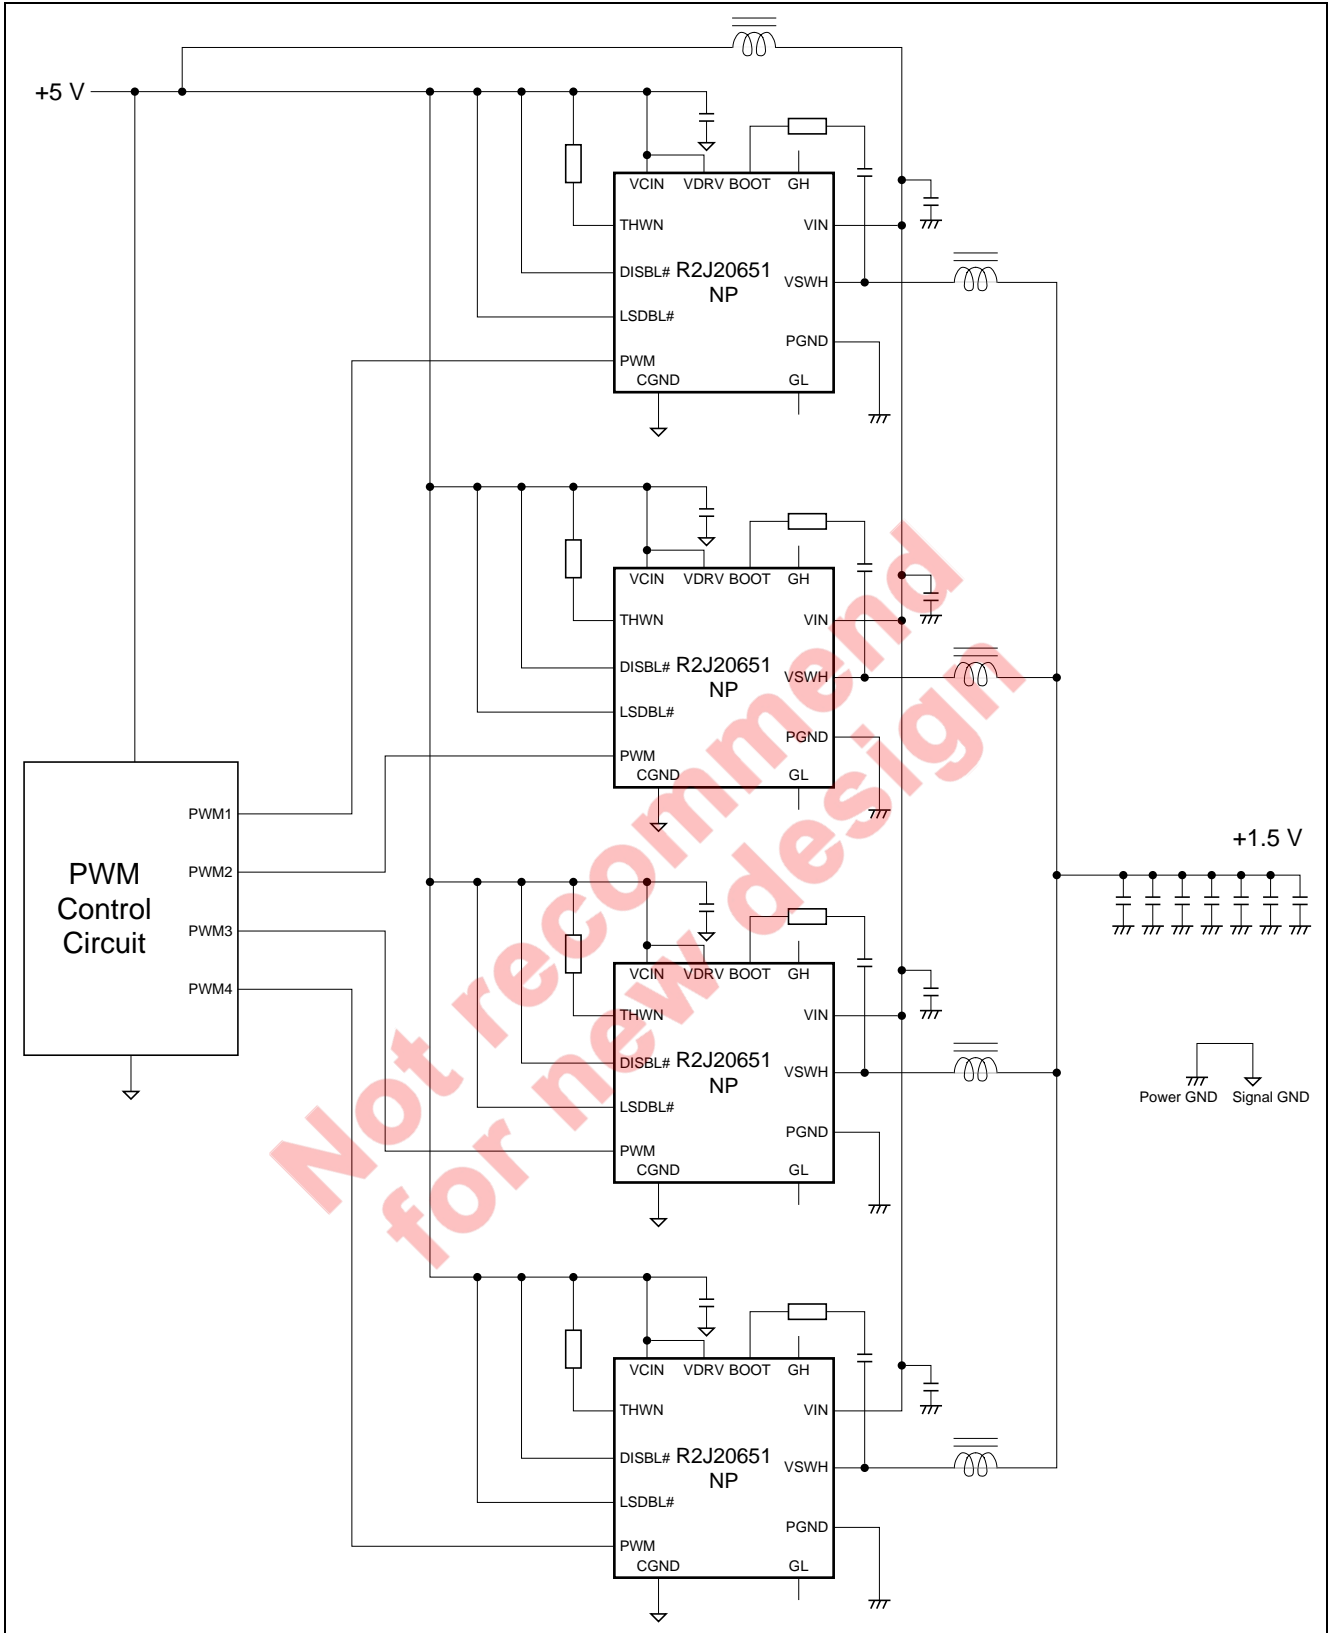 +5 V
VCIN VDRV BOOT GH
THWN
VIN
DISBL# R2J20651
NP
VSWH
LSDBL#
PGND
PWM
CGND
GL
VCIN VDRV BOOT GH
THWN
VIN
DISBL# R2J20651
NP
VSWH
LSDBL#
PGND
PWM
CGND
GL
PWM
Control
Circuit
PWM1
PWM2
PWM3
PWM4
+1.5 V
VCIN VDRV BOOT GH
THWN
VIN
DISBL# R2J20651
NP
VSWH
LSDBL#
PGND
PWM
CGND
GL
Power GND Signal GND
VCIN VDRV BOOT GH
THWN
VIN
DISBL# R2J20651
NP
VSWH
LSDBL#
PGND
PWM
CGND
GL
Not recommend
for new design